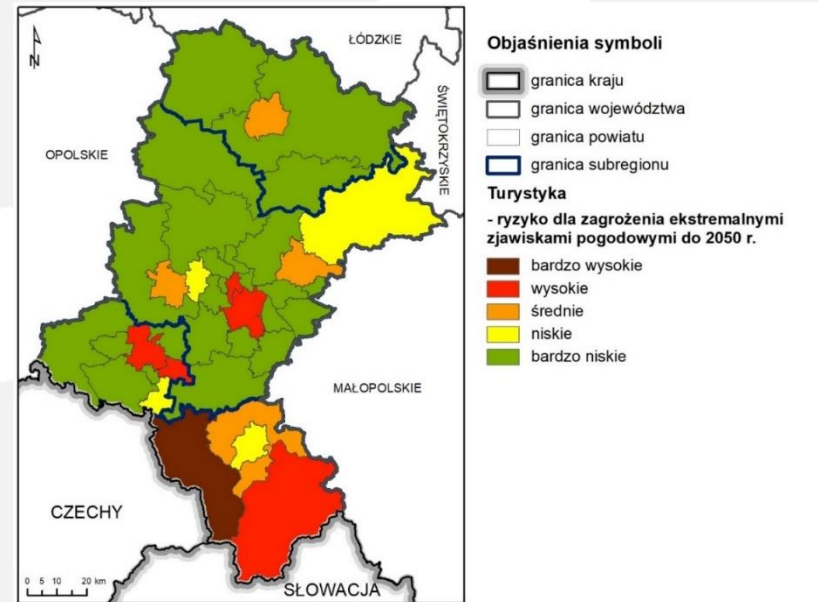 N
ŁÓDZKIE
OPOLSKIE
ŚWIĘTOKRZYSKIE
MAŁOPOLSKIE
CZECHY
SŁOWACJA
0 5 10 20 km
Objaśnienia symboli
granica kraju
granica województwa
granica powiatu
granica subregionu
Turystyka
- ryzyko dla zagrożenia ekstremalnymi
zjawiskami pogodowymi do 2050 r.
bardzo wysokie
wysokie
średnie
niskie
bardzo niskie